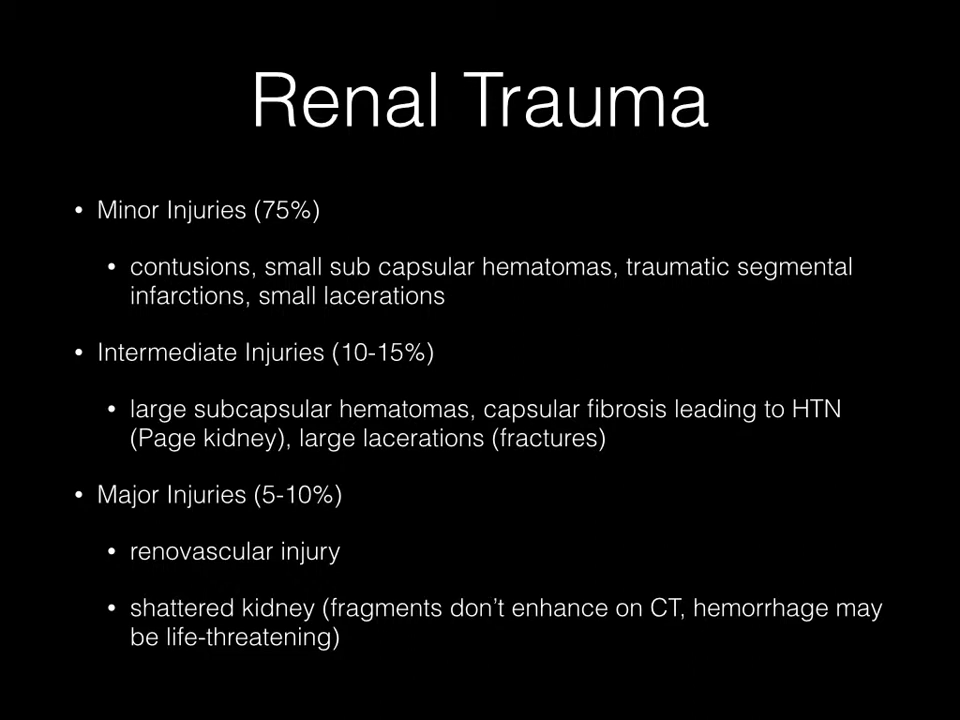 Renal Trauma
• Minor Injuries (75%)
• contusions, small sub capsular hematomas, traumatic segmental
infarctions, small lacerations
• Intermediate Injuries (10-15%)
• large subcapsular hematomas, capsular fibrosis leading to HTN
(Page kidney), large lacerations (fractures)
• Major Injuries (5-10%)
• renovascular injury
• shattered kidney (fragments don’t enhance on CT, hemorrhage may
be life-threatening)